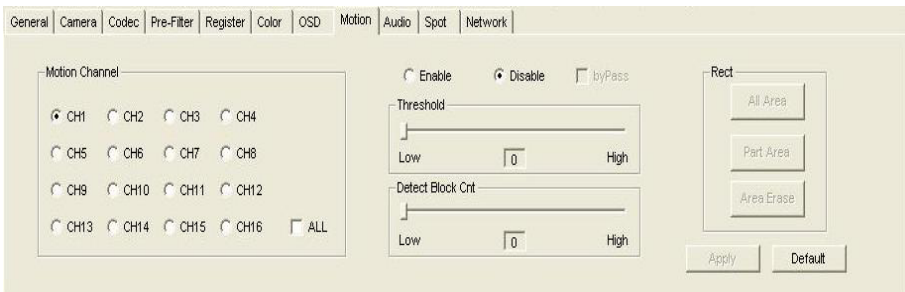 General Camera Codec Pre-Filter Register Color OSD Motion Audio Spot Network
Motion Channel
CH1 CH2 CH3 CH4
CH5 CH6 CH7 CH8
CH9 CH10 CH11 CH12
CH13 CH14 CH15 CH16 ALL
Enable Disable byPass
Threshold
Low 0 High
Detect Block Cnt
Low 0 High
Rect
All Area
Part Area
Area Erase
Apply Default